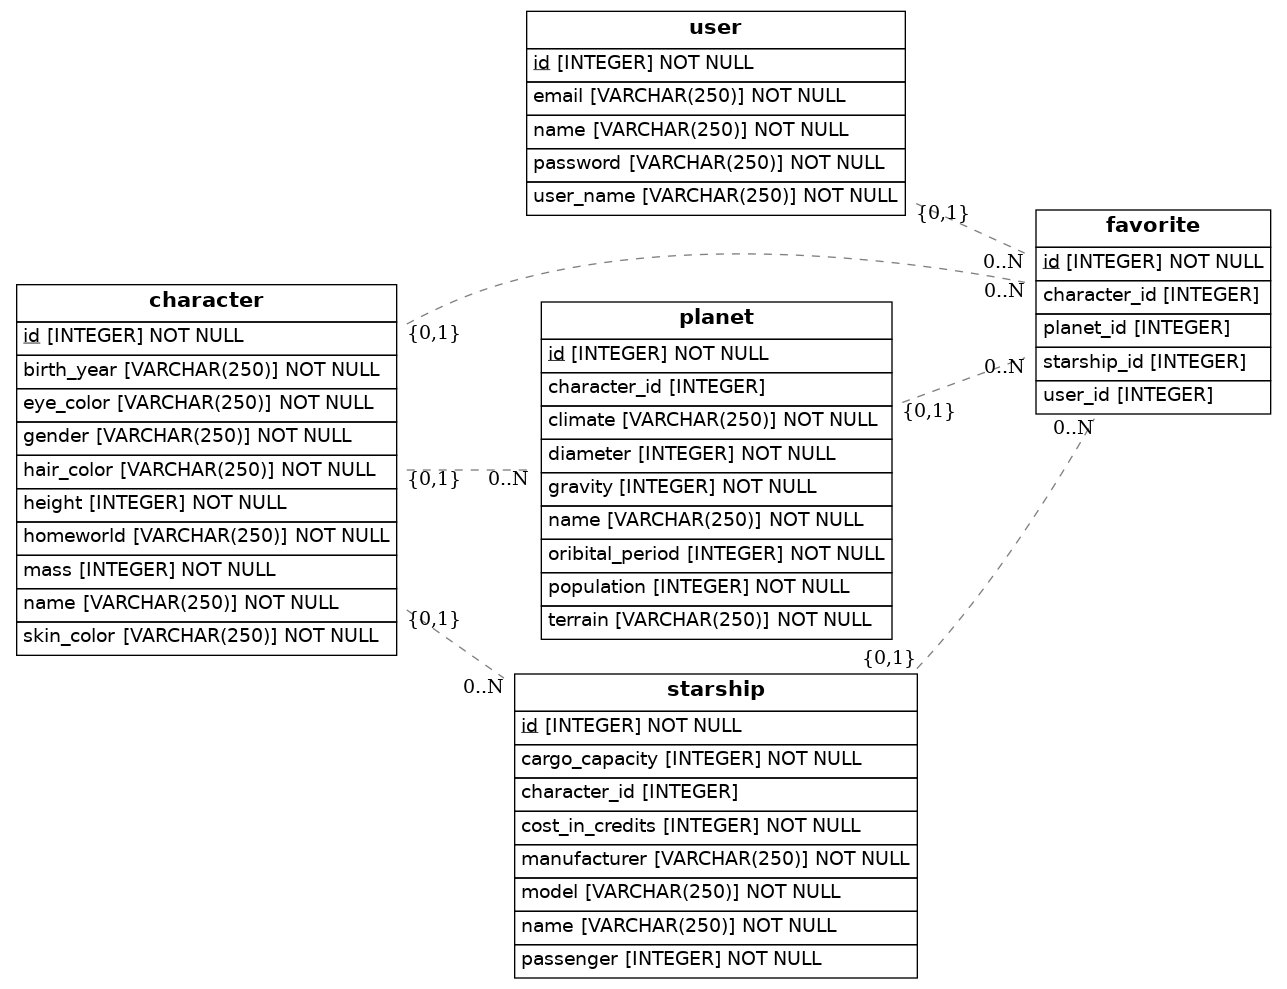 user
id [INTEGER] NOT NULL
email [VARCHAR(250)] NOT NULL
name [VARCHAR(250)] NOT NULL
password [VARCHAR(250)] NOT NULL
user_name [VARCHAR(250)] NOT NULL
{0,1}
0..N
favorite
id [INTEGER] NOT NULL
character_id [INTEGER]
planet_id [INTEGER]
starship_id [INTEGER]
user_id [INTEGER]
0..N
0..N
0..N
character
id [INTEGER] NOT NULL
birth_year [VARCHAR(250)] NOT NULL
eye_color [VARCHAR(250)] NOT NULL
gender [VARCHAR(250)] NOT NULL
hair_color [VARCHAR(250)] NOT NULL
height [INTEGER] NOT NULL
homeworld [VARCHAR(250)] NOT NULL
mass [INTEGER] NOT NULL
name [VARCHAR(250)] NOT NULL
skin_color [VARCHAR(250)] NOT NULL
{0,1}
{0,1}
0..N
{0,1}
0..N
planet
id [INTEGER] NOT NULL
character_id [INTEGER]
climate [VARCHAR(250)] NOT NULL
diameter [INTEGER] NOT NULL
gravity [INTEGER] NOT NULL
name [VARCHAR(250)] NOT NULL
oribital_period [INTEGER] NOT NULL
population [INTEGER] NOT NULL
terrain [VARCHAR(250)] NOT NULL
{0,1}
{0,1}
starship
id [INTEGER] NOT NULL
cargo_capacity [INTEGER] NOT NULL
character_id [INTEGER]
cost_in_credits [INTEGER] NOT NULL
manufacturer [VARCHAR(250)] NOT NULL
model [VARCHAR(250)] NOT NULL
name [VARCHAR(250)] NOT NULL
passenger [INTEGER] NOT NULL